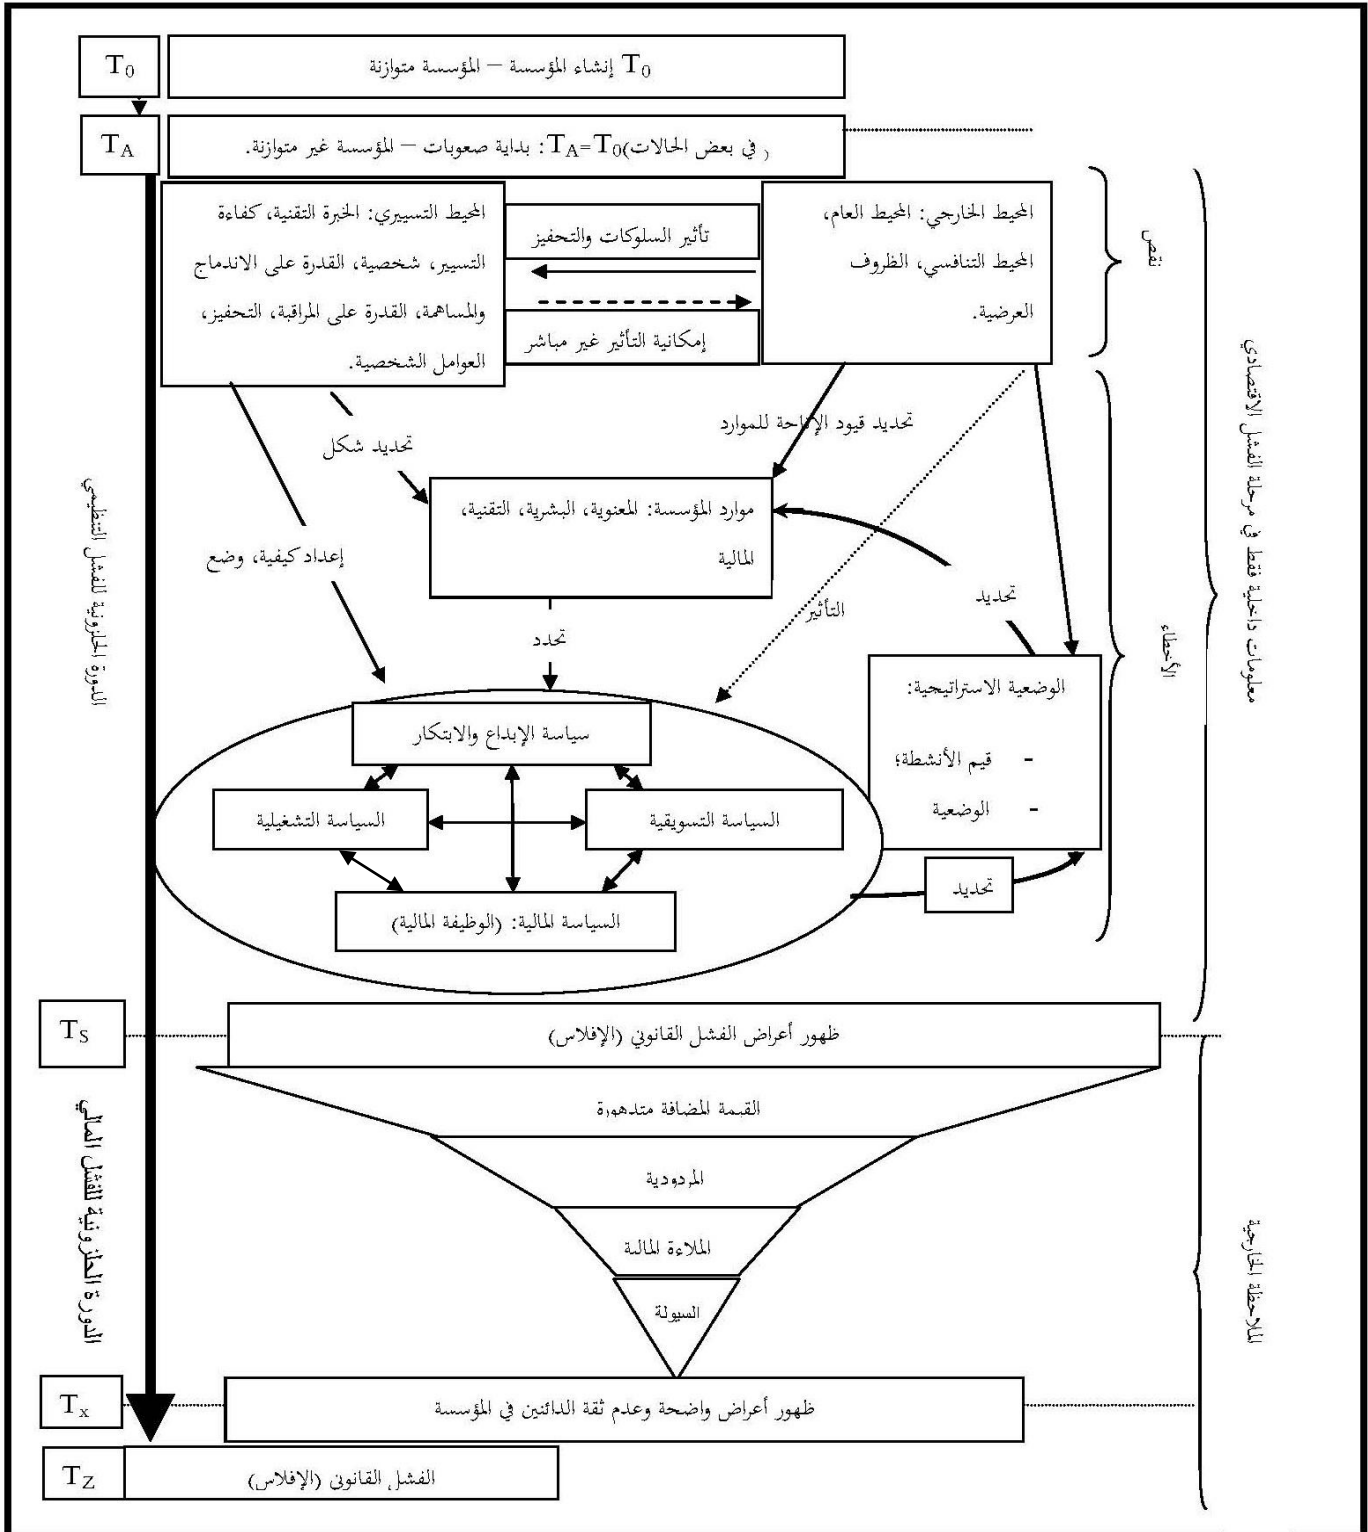 T0
T0 إنشاء المؤسسة – المؤسسة متوازنة
TA
( في بعض الحالات)TA=T0: بداية صعوبات – المؤسسة غير متوازنة.
المحيط الخارجي: المحيط العام،
المحيط التنافسي، الظروف
العرضية.
تأثير السلوكات والتحفيز
إمكانية التأثير غير مباشر
المحيط التسييري: الخبرة التقنية، كفاءة
التسيير، شخصية، القدرة على الاندماج
والمساهمة، القدرة على المراقبة، التحفيز،
العوامل الشخصية.
نقص
معلومات داخلية فقط في مرحلة الفشل الاقتصادي
الأخطاء
تحديد قيود الإتاحة للموارد
تحديد شكل
موارد المؤسسة: المعنوية، البشرية، التقنية،
المالية
إعداد كيفية، وضع
تحديد
التأثير
تحدد
الدورة الحلزونية للفشل التنظيمي
الوضعية الاستراتيجية:
- قيم الأنشطة؛
- الوضعية
سياسة الإبداع والابتكار
السياسة التسويقية
السياسة التشغيلية
تحديد
السياسة المالية: (الوظيفة المالية)
TS
ظهور أعراض الفشل القانوني (الإفلاس)
القيمة المضافة متدهورة
المردودية
الملاءة المالية
السيولة
الدورة الحلزونية للفشل المالي
الملاحظة الخارجية
Tx
ظهور أعراض واضحة وعدم ثقة الدائنين في المؤسسة
TZ
الفشل القانوني (الإفلاس)